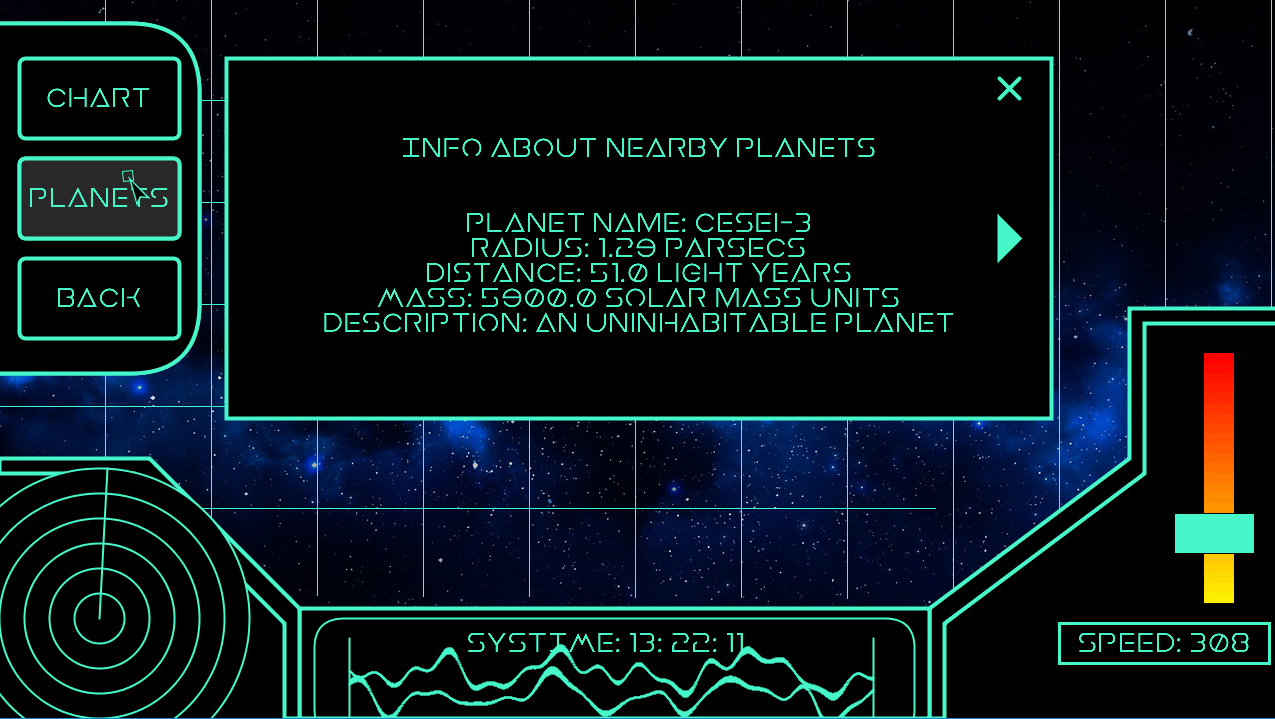 CHART
PLANETS
BACK
INFO ABOUT NEARBY PLANETS
PLANET NAME: CESEI-3
RADIUS: 1.29 PARSECS
DISTANCE: 51.0 LIGHT YEARS
MASS: 5900.0 SOLAR MASS UNITS
DESCRIPTION: AN UNINHABITABLE PLANET
SYSTIME: 13: 22: 11
SPEED: 308